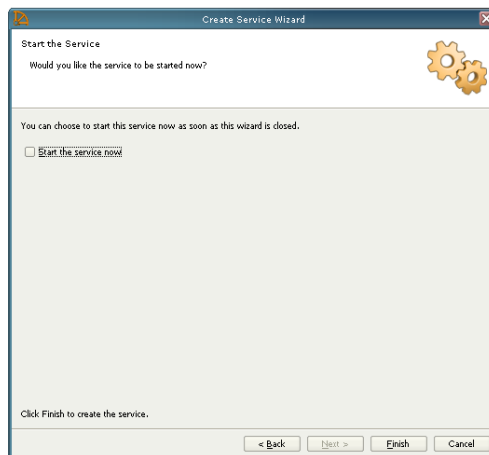 Create Service Wizard
Start the Service
Would you like the service to be started now?
You can choose to start this service now as soon as this wizard is closed.
Start the service now
Click Finish to create the service.
< Back Next > Finish Cancel